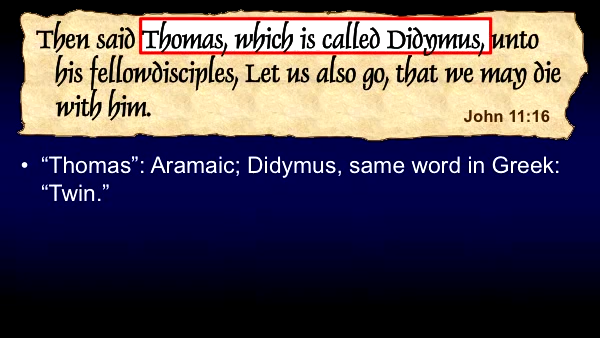 Then said Thomas, which is called Didymus, unto
his fellowdisciples, Let us also go, that we may die
with him.
John 11:16
• “Thomas”: Aramaic; Didymus, same word in Greek:
“Twin.”